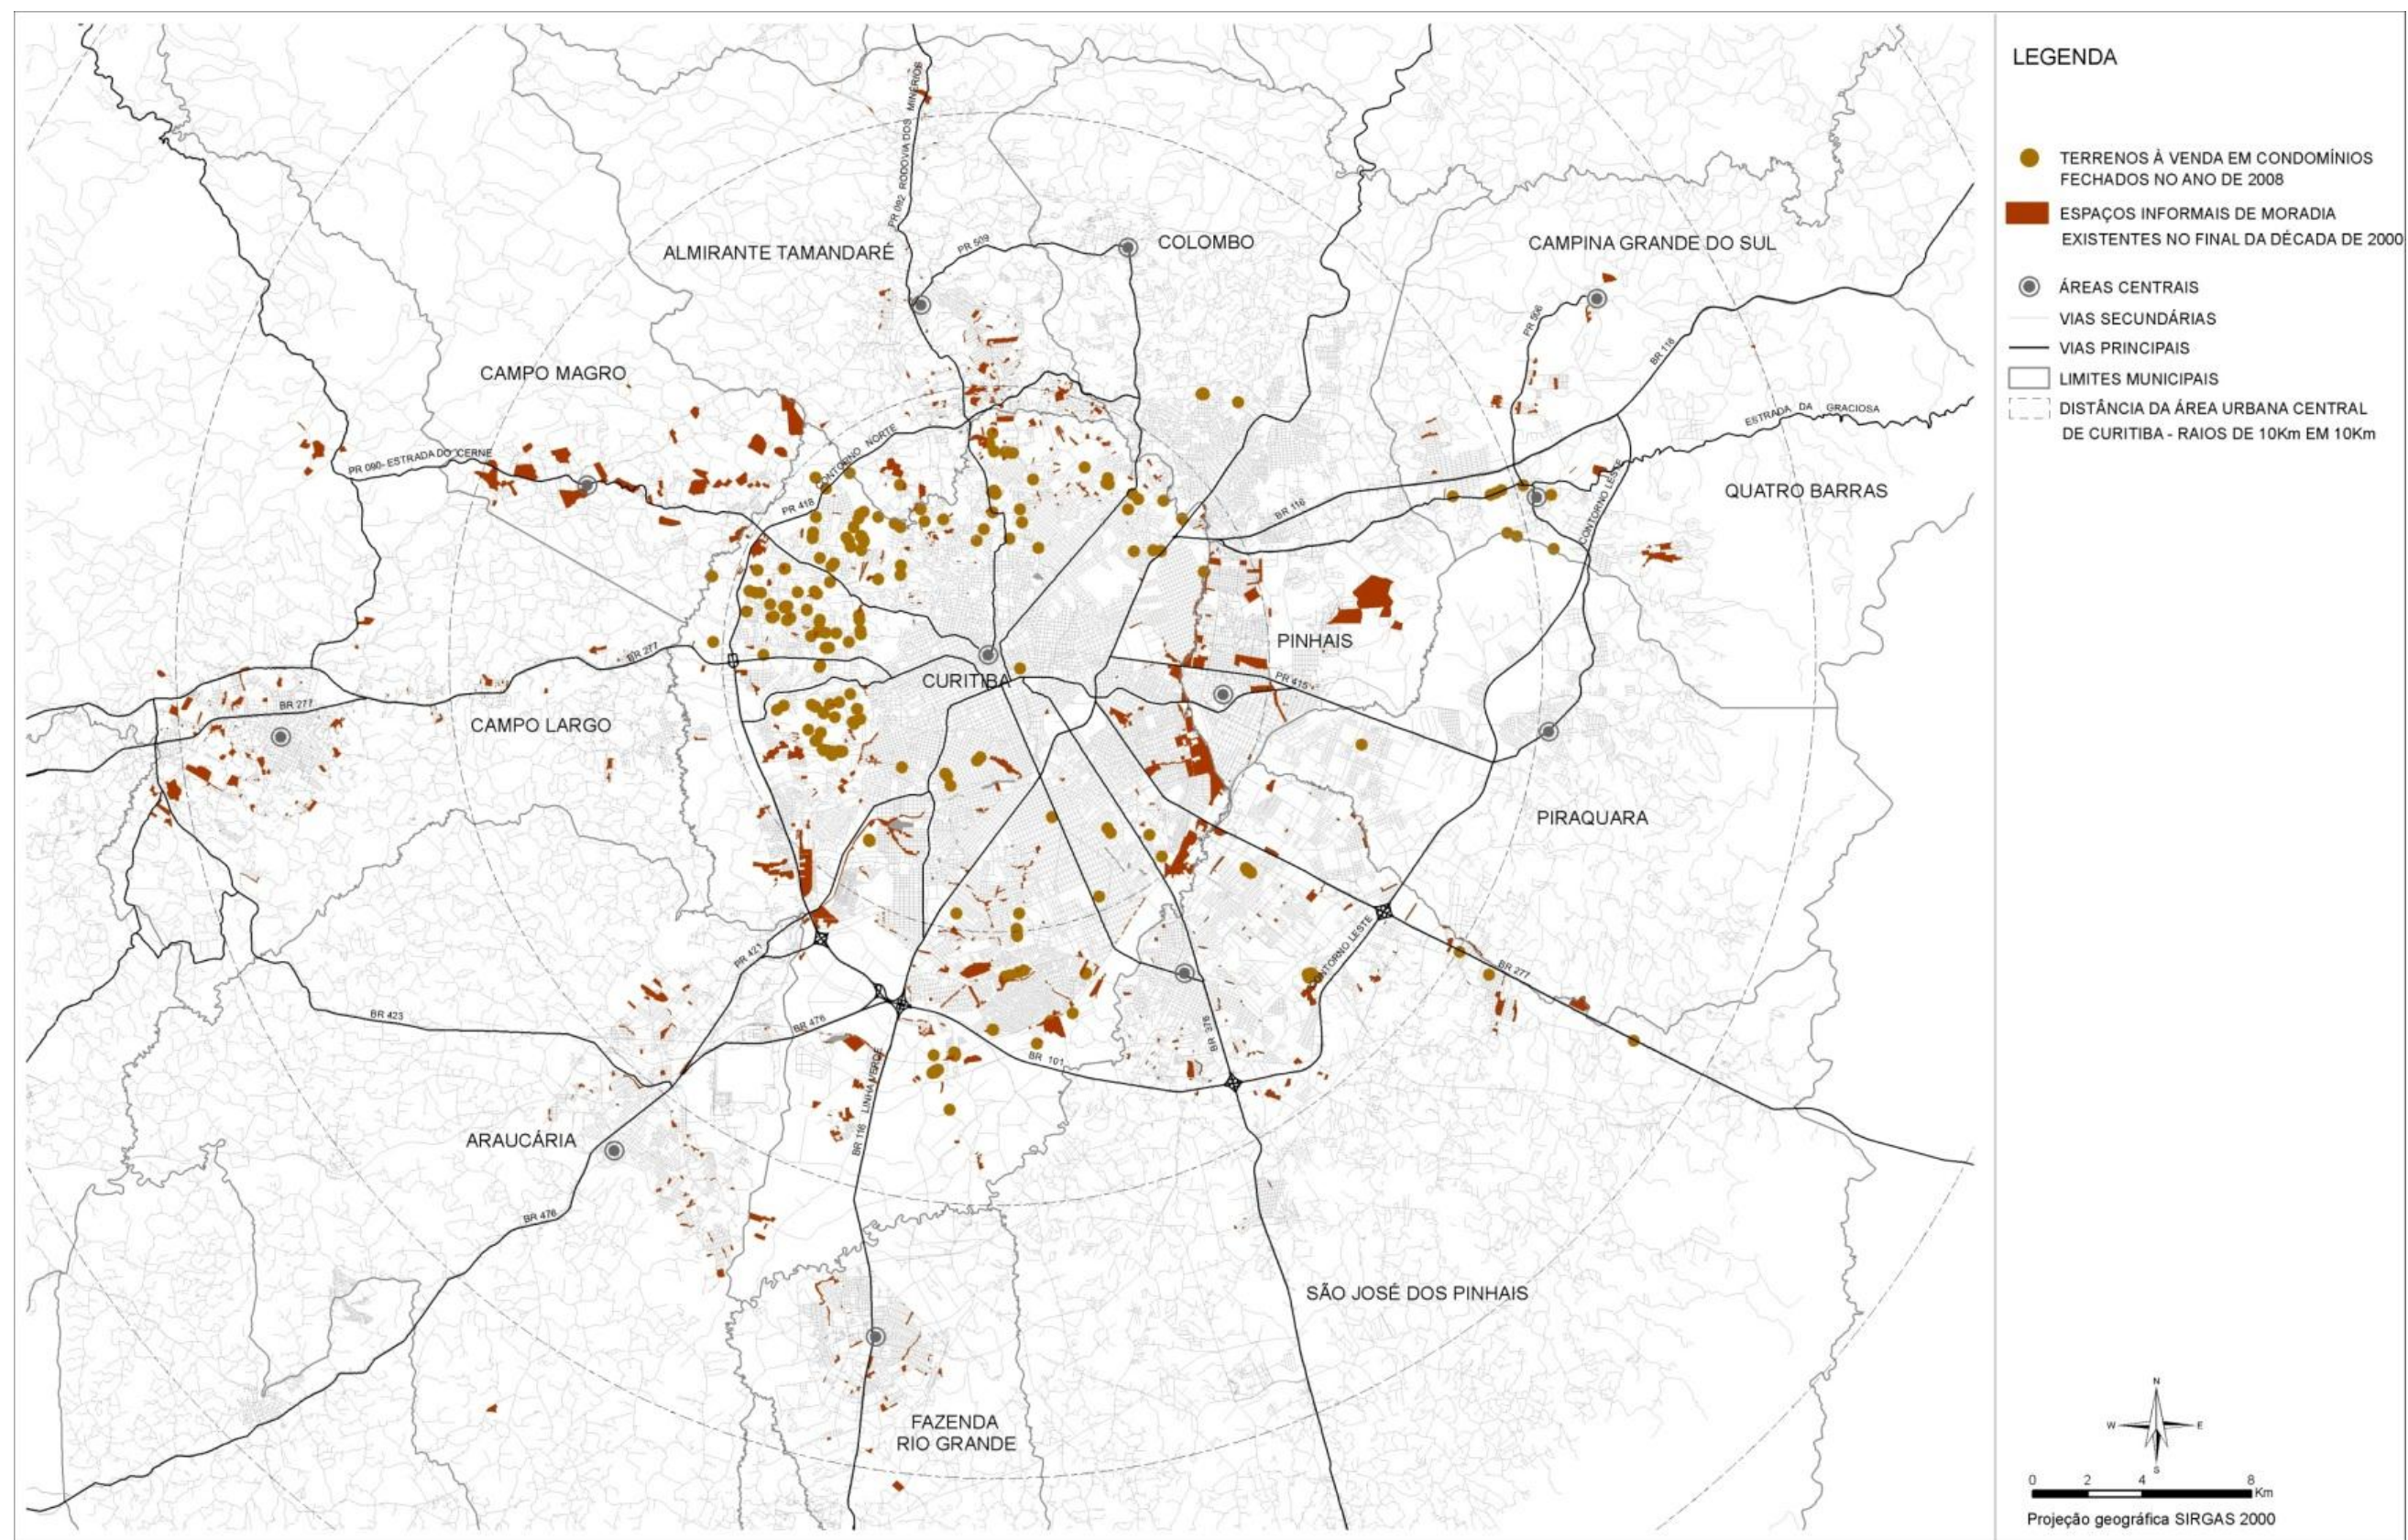 LEGENDA
TERRENOS À VENDA EM CONDOMÍNIOS
FECHADOS NO ANO DE 2008
ESPAÇOS INFORMAIS DE MORADIA
EXISTENTES NO FINAL DA DÉCADA DE 2000
ÁREAS CENTRAIS
VIAS SECUNDÁRIAS
VIAS PRINCIPAIS
LIMITES MUNICIPAIS
DISTÂNCIA DA ÁREA URBANA CENTRAL
DE CURITIBA - RAIOS DE 10Km EM 10Km
PR 092 RODOVIA DOS MINÉRIOS
ALMIRANTE TAMANDARÉ
PR 509
COLOMBO
CAMPINA GRANDE DO SUL
PR 506
BR 116
CAMPO MAGRO
ESTRADA DA GRACIOSA
PR 090- ESTRADA DO CERNE
CONTORNO NORTE
PR 418
BR 116
CONTORNO LESTE
QUATRO BARRAS
PINHAIS
BR 277
PR 415
CURITIBA
BR 277
CAMPO LARGO
PIRAQUARA
PR 421
CONTORNO LESTE
BR 277
BR 423
BR 476
BR 376
BR 101
BR 116 LINHA VERDE
ARAUCÁRIA
BR 476
SÃO JOSÉ DOS PINHAIS
FAZENDA
RIO GRANDE
N
W E
S
0 2 4 8
Km
Projeção geográfica SIRGAS 2000